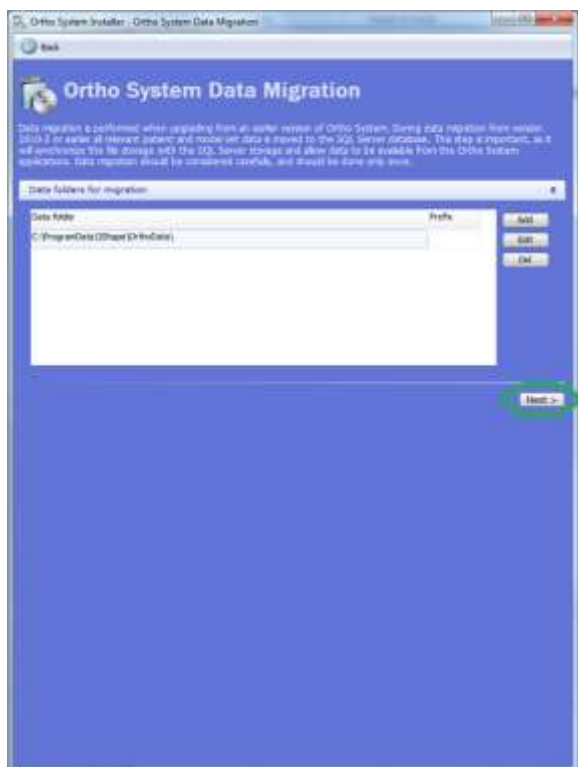 Ortho System Installer - Ortho System Data Migration
Back
Ortho System Data Migration
Data migration is performed when upgrading from an earlier version of Ortho System. During data migration from version
2010-2 or earlier all relevant patient and model set data is moved to the SQL Server database. This step is important, as it
will synchronize the file storage with the SQL Server storage and allow data to be available from the Ortho System
applications. Data migration should be considered carefully, and should be done only once.
Data folders for migration
Data folder Prefix
Add
C:\ProgramData\3Shape\OrthoData\
Edit
Del
Next >